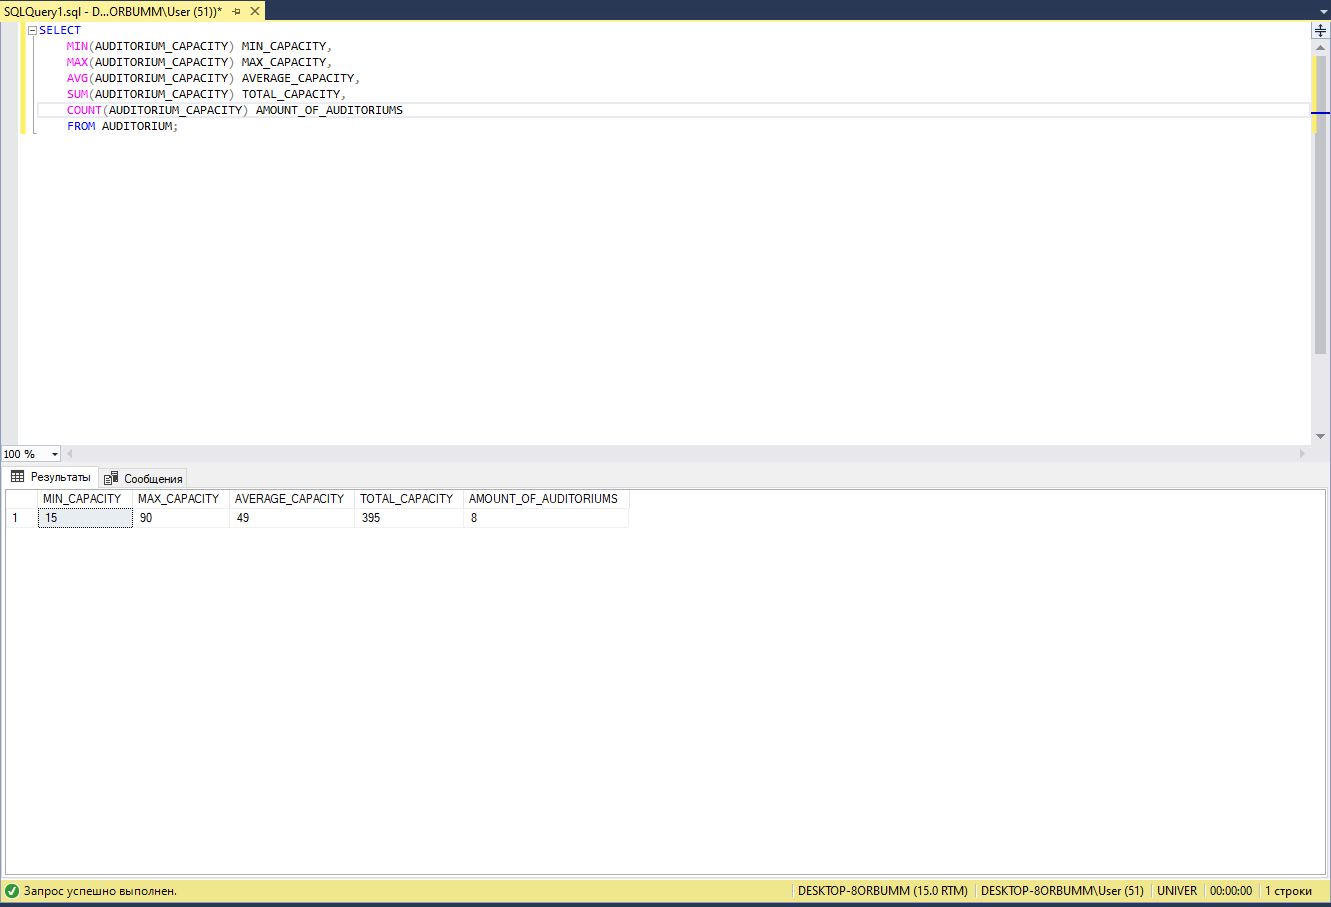 SQLQuery1.sql - D...ORBUMM\User (51))*
SELECT
MIN(AUDITORIUM_CAPACITY) MIN_CAPACITY,
MAX(AUDITORIUM_CAPACITY) MAX_CAPACITY,
AVG(AUDITORIUM_CAPACITY) AVERAGE_CAPACITY,
SUM(AUDITORIUM_CAPACITY) TOTAL_CAPACITY,
COUNT(AUDITORIUM_CAPACITY) AMOUNT_OF_AUDITORIUMS
FROM AUDITORIUM;
100 %
Результаты Сообщения
MIN_CAPACITY MAX_CAPACITY AVERAGE_CAPACITY TOTAL_CAPACITY AMOUNT_OF_AUDITORIUMS
1 15 90 49 395 8
Запрос успешно выполнен. DESKTOP-8ORBUMM (15.0 RTM) DESKTOP-8ORBUMM\User (51) UNIVER 00:00:00 1 строки